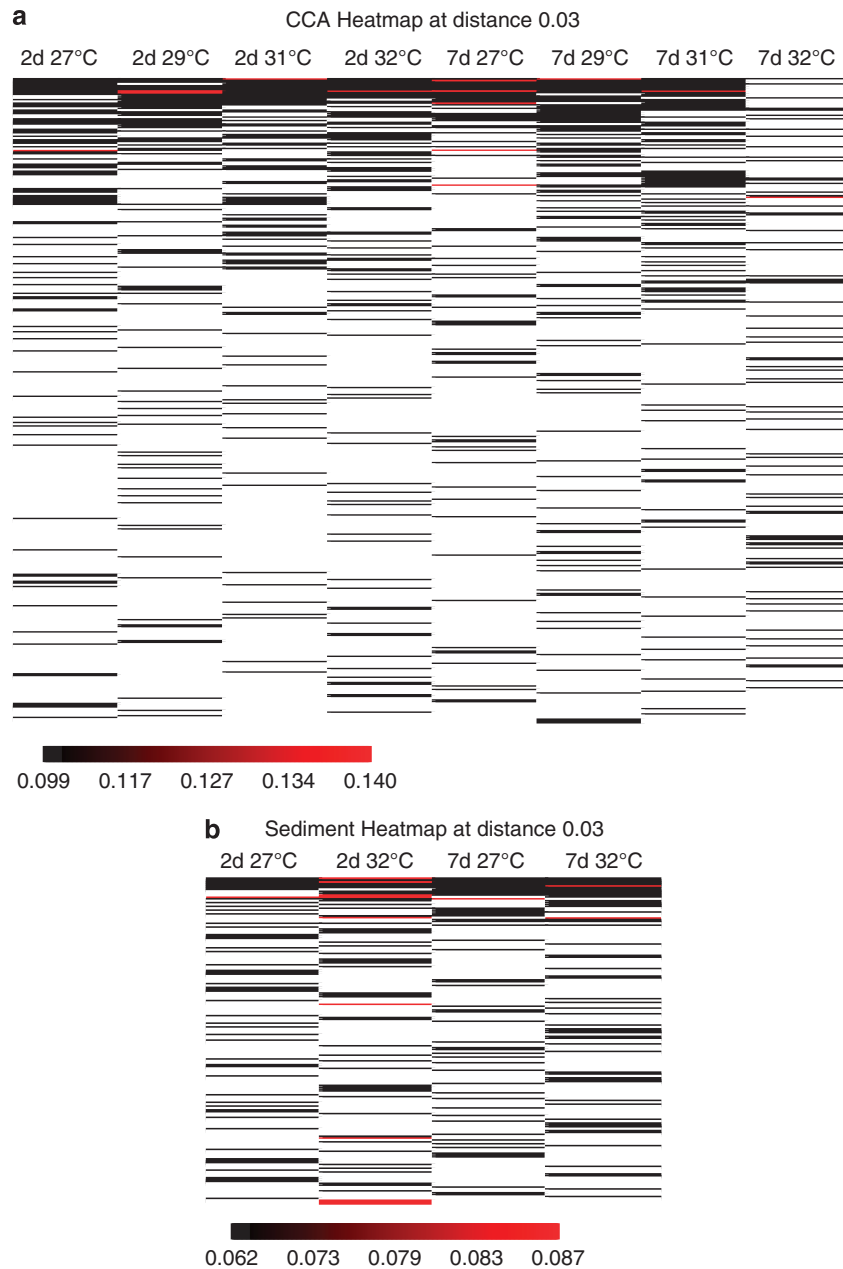 a
CCA Heatmap at distance 0.03
2d 27°C 2d 29°C 2d 31°C 2d 32°C 7d 27°C 7d 29°C 7d 31°C 7d 32°C
0.099 0.117 0.127 0.134 0.140
b Sediment Heatmap at distance 0.03
2d 27°C 2d 32°C 7d 27°C 7d 32°C
0.062 0.073 0.079 0.083 0.087